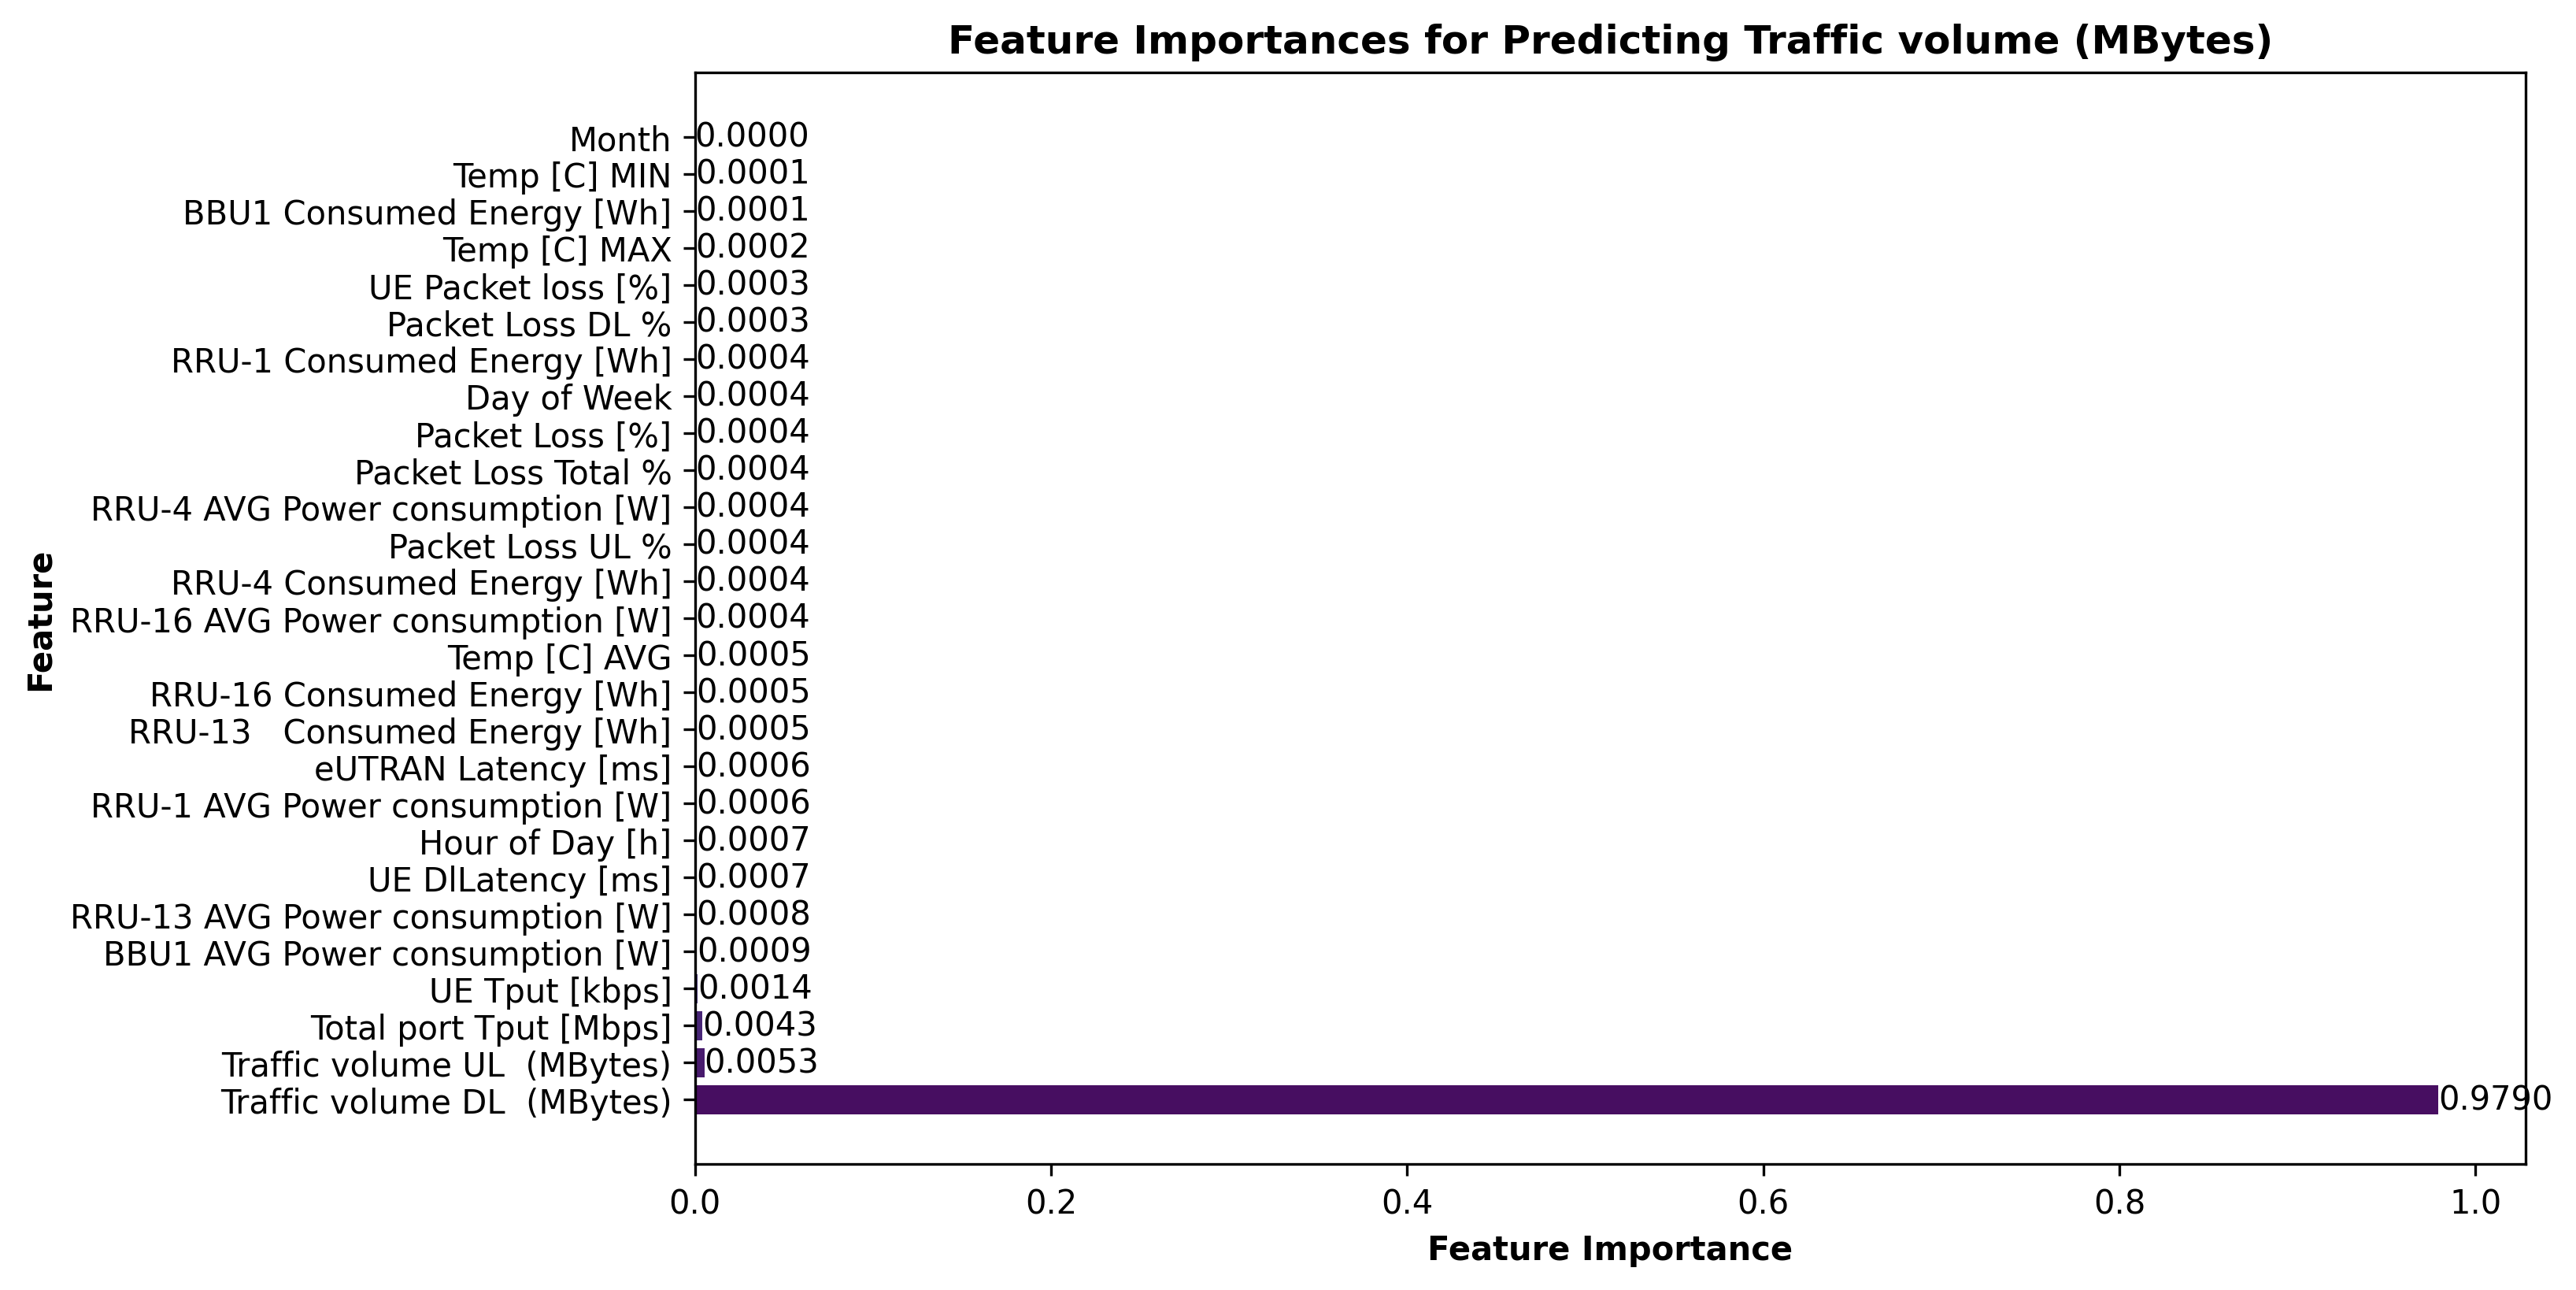 Feature Importances for Predicting Traffic volume (MBytes)
Month 0.0000
Temp [C] MIN 0.0001
BBU1 Consumed Energy [Wh] 0.0001
Temp [C] MAX 0.0002
UE Packet loss [%] 0.0003
Packet Loss DL % 0.0003
RRU-1 Consumed Energy [Wh] 0.0004
Day of Week 0.0004
Packet Loss [%] 0.0004
Packet Loss Total % 0.0004
RRU-4 AVG Power consumption [W] 0.0004
Packet Loss UL % 0.0004
RRU-4 Consumed Energy [Wh] 0.0004
RRU-16 AVG Power consumption [W] 0.0004
Temp [C] AVG 0.0005
RRU-16 Consumed Energy [Wh] 0.0005
RRU-13   Consumed Energy [Wh] 0.0005
eUTRAN Latency [ms] 0.0006
RRU-1 AVG Power consumption [W] 0.0006
Hour of Day [h] 0.0007
UE DlLatency [ms] 0.0007
RRU-13 AVG Power consumption [W] 0.0008
BBU1 AVG Power consumption [W] 0.0009
UE Tput [kbps] 0.0014
Total port Tput [Mbps] 0.0043
Traffic volume UL  (MBytes) 0.0053
Traffic volume DL  (MBytes) 0.9790
Feature
0.0 0.2 0.4 0.6 0.8 1.0
Feature Importance